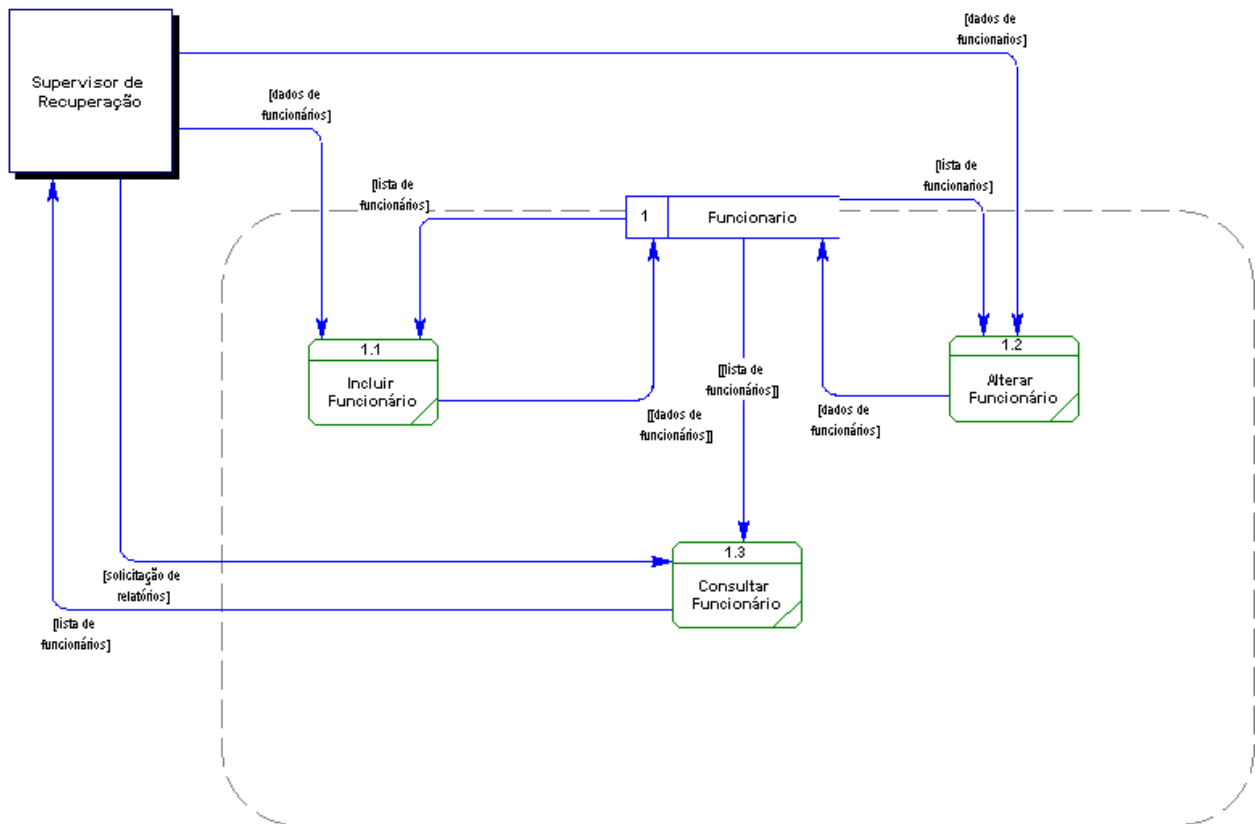 [dados de
funcionarios]
Supervisor de
Recuperação
[dados de
funcionários]
[lista de
funcionarios]
[lista de
funcionários]
1
Funcionario
1.1
Incluir
Funcionário
1.2
Alterar
Funcionário
[[lista de
funcionários]]
[[dados de
funcionários]]
[dados de
funcionários]
1.3
Consultar
Funcionário
[solicitação de
relatórios]
[lista de
funcionários]